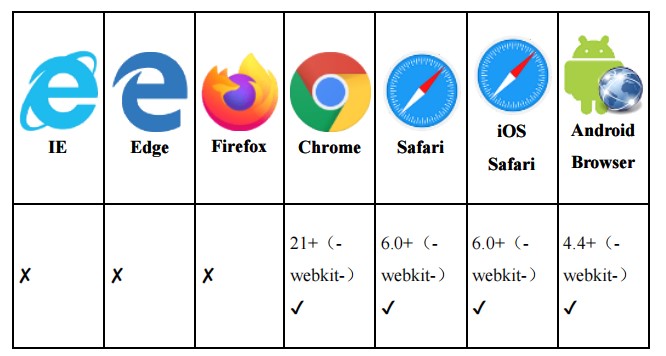 IE
Edge
Firefox
Chrome
Safari
iOS
Safari
Android
Browser
✗
✗
✗
21+（-
webkit-）
✓
6.0+（-
webkit-）
✓
6.0+（-
webkit-）
✓
4.4+（-
webkit-）
✓